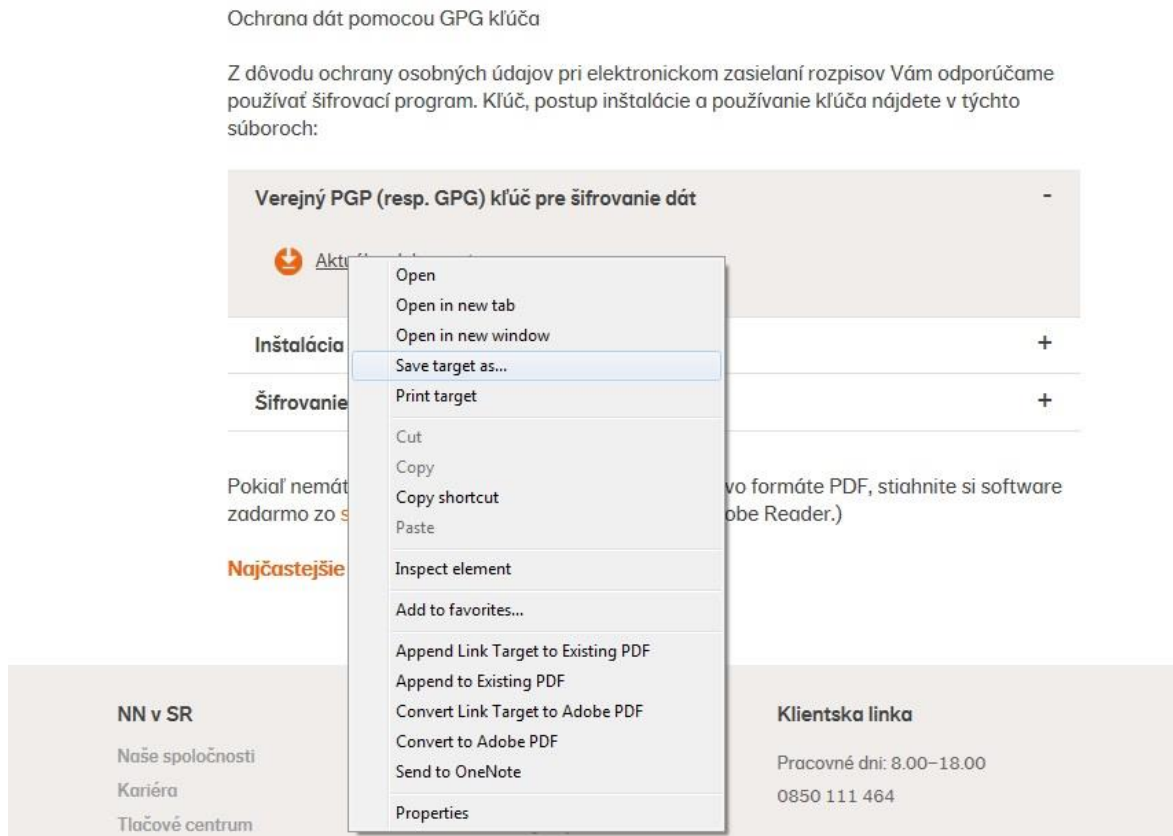 Ochrana dát pomocou GPG kľúča
Z dôvodu ochrany osobných údajov pri elektronickom zasielaní rozpisov Vám odporúčame
používať šifrovací program. Kľúč, postup inštalácie a používanie kľúča nájdete v týchto
súboroch:
Verejný PGP (resp. GPG) kľúč pre šifrovanie dát -
Open
Open in new tab
Open in new window
Inštalácia +
Save target as...
Print target
Šifrovanie +
Cut
Copy
Pokiaľ nemát vo formáte PDF, stiahnite si software
Copy shortcut
zadarmo zo s obe Reader.)
Paste
Najčastejšie
Inspect element
Add to favorites...
Append Link Target to Existing PDF
Append to Existing PDF
Convert Link Target to Adobe PDF
Convert to Adobe PDF
Send to OneNote
Properties
NN v SR
Naše spoločnosti
Kariéra
Tlačové centrum
Klientska linka
Pracovné dni: 8.00–18.00
0850 111 464